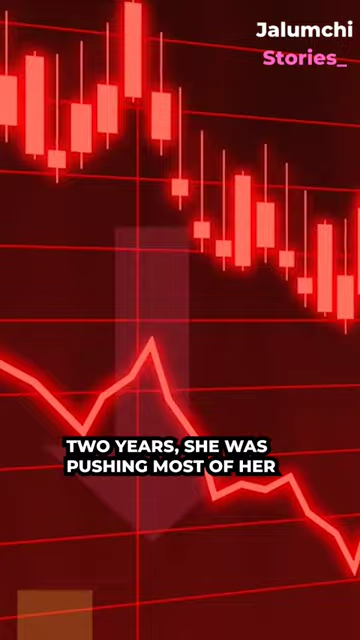 Jalumchi
Stories_
TWO YEARS, SHE WAS
PUSHING MOST OF HER